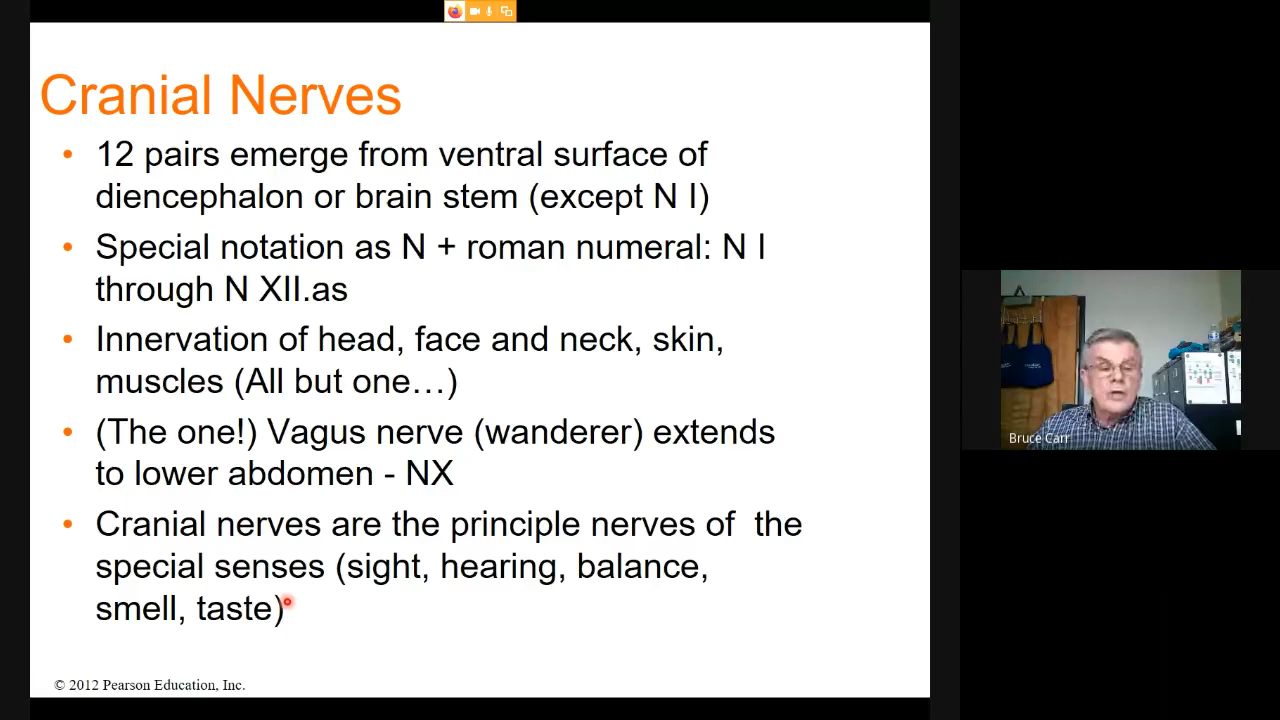 Cranial Nerves
• 12 pairs emerge from ventral surface of
diencephalon or brain stem (except N I)
• Special notation as N + roman numeral: N I
through N XII.as
• Innervation of head, face and neck, skin,
muscles (All but one…)
• (The one!) Vagus nerve (wanderer) extends
to lower abdomen - NX
• Cranial nerves are the principle nerves of  the
special senses (sight, hearing, balance,
smell, taste)
© 2012 Pearson Education, Inc.
Bruce Carr